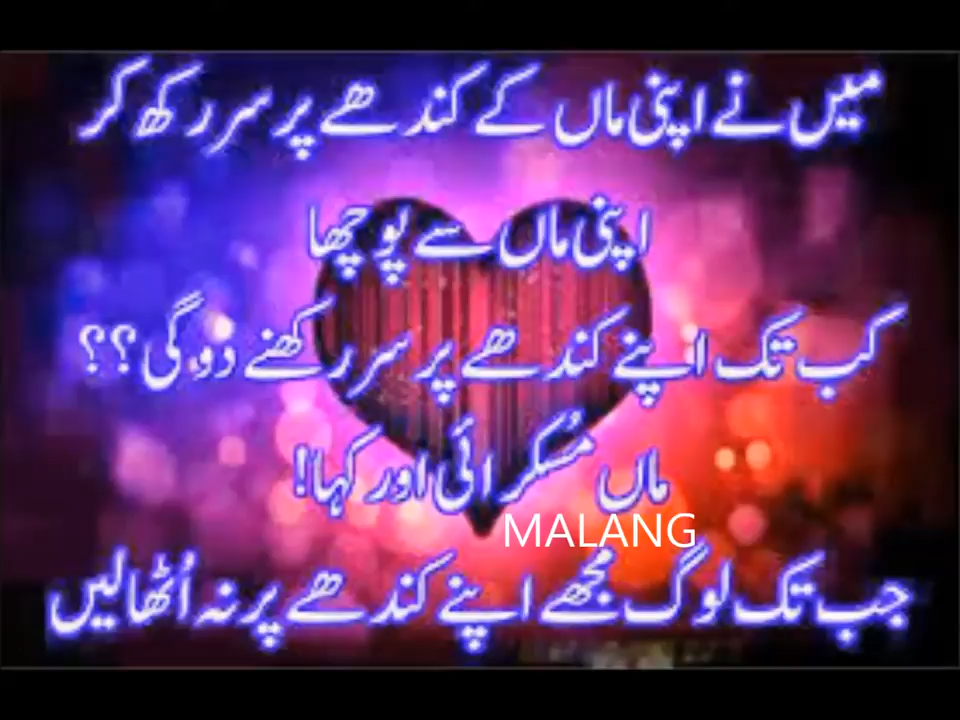 میں نے اپنی ماں کے کندھے پر سر رکھ کر
اپنی ماں سے پوچھا
کب تک اپنے کندھے پر سر رکھنے دو گی ؟؟
ماں مُسکرائی اور کہا!
MALANG
جب تک لوگ مجھے اپنے کندھے پر نہ اُٹھالیں